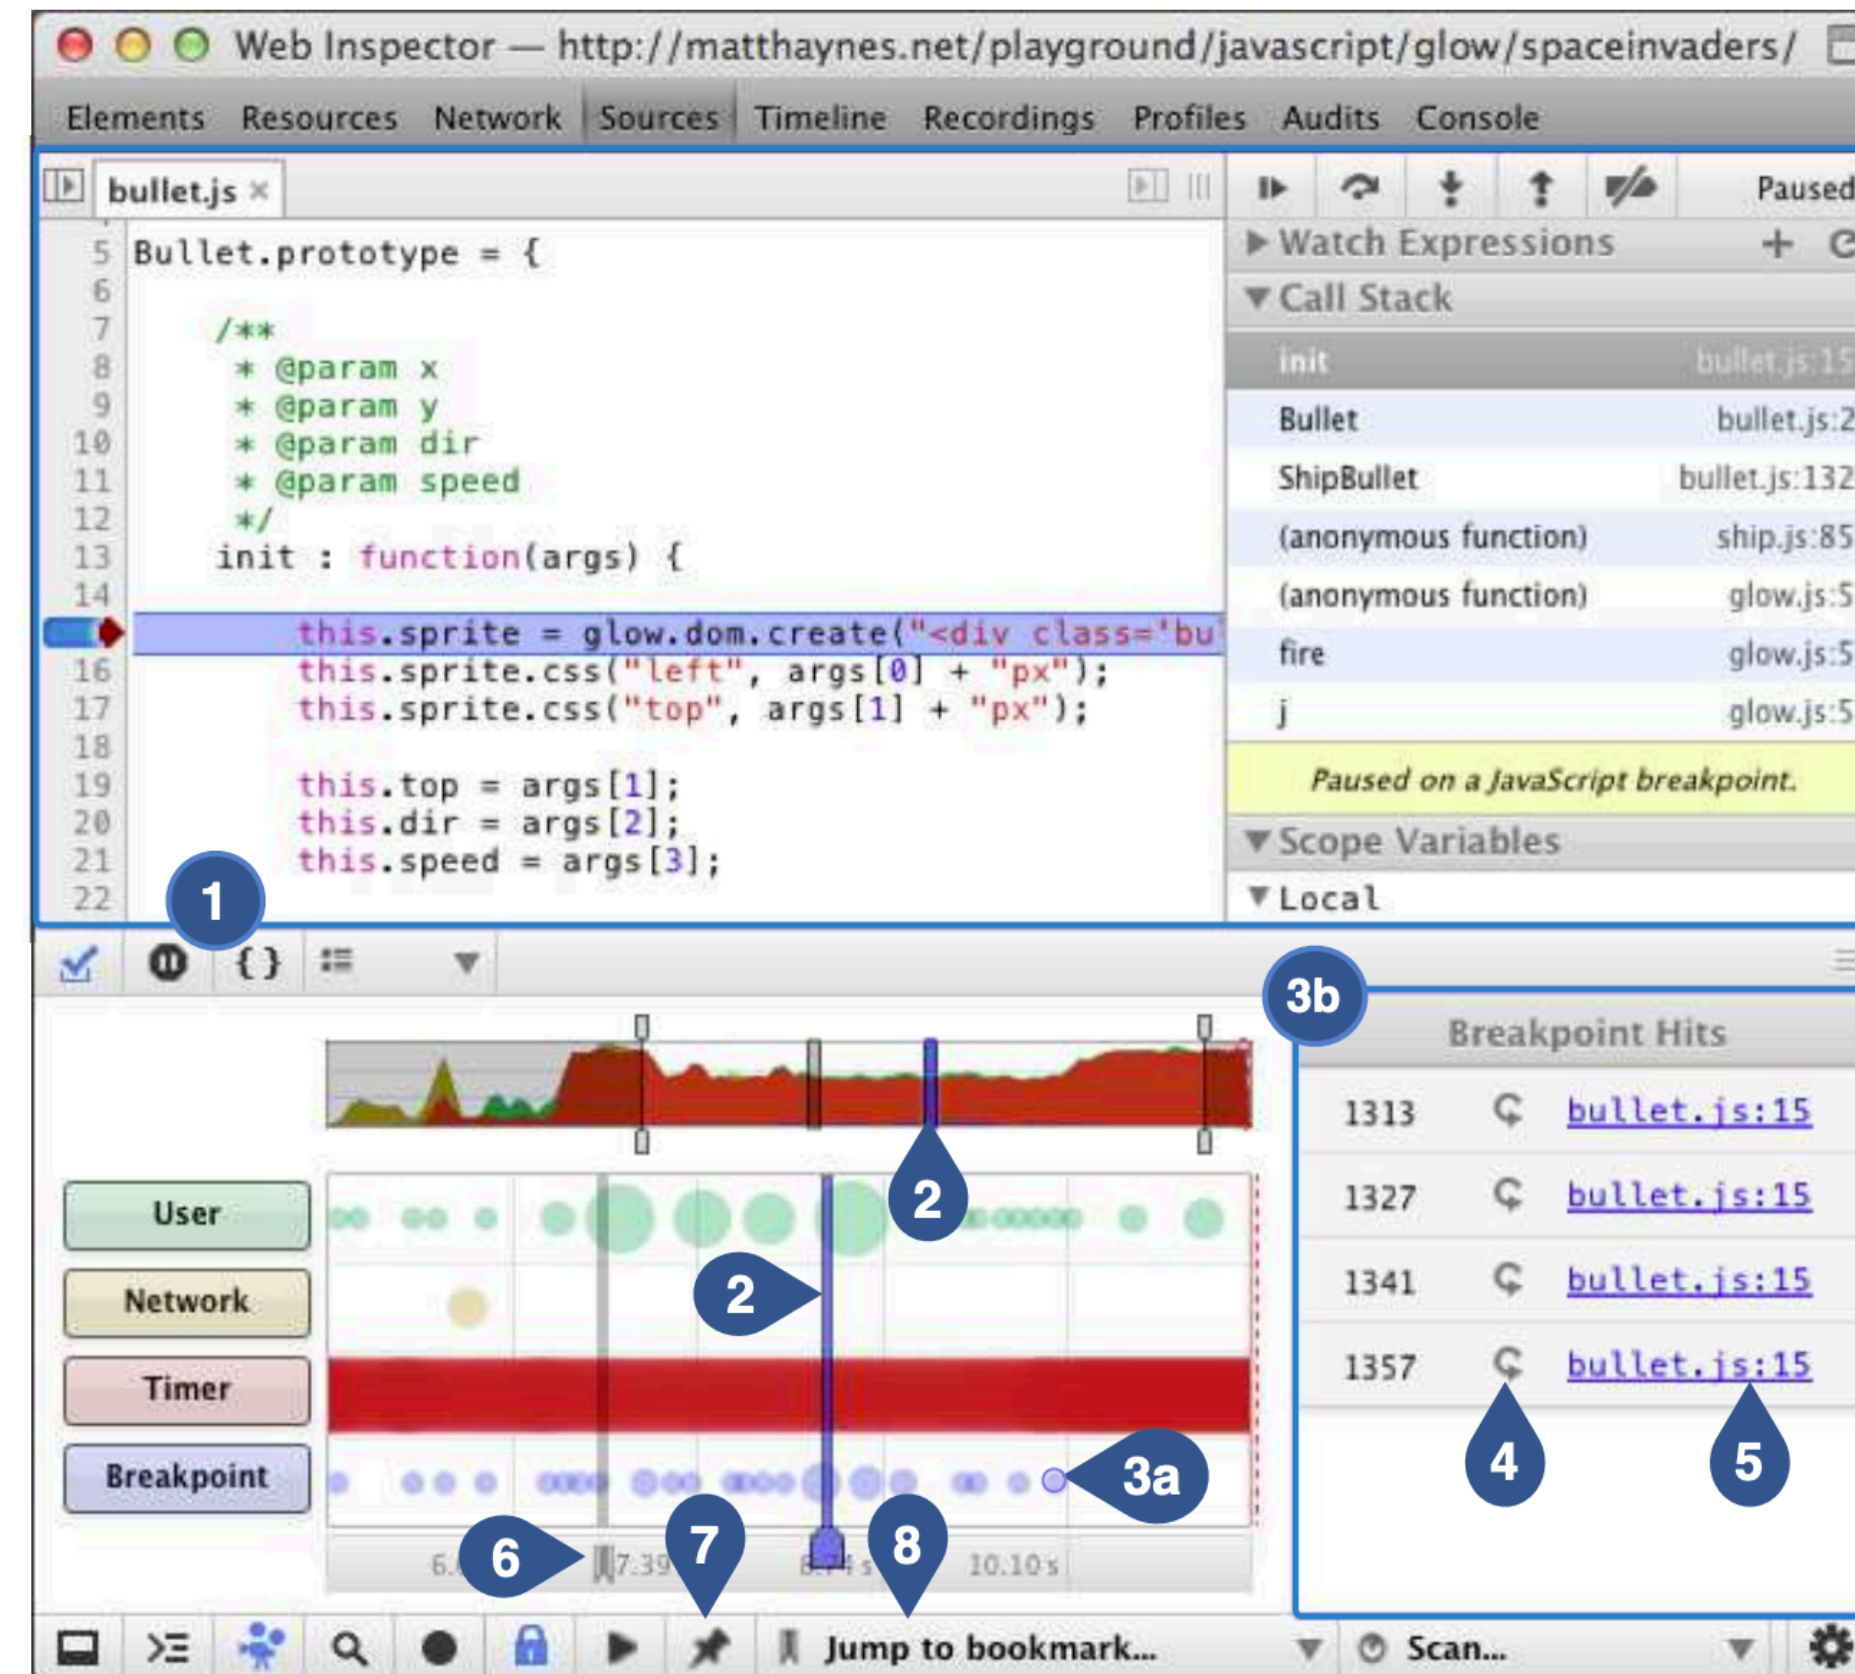 Web Inspector — http://matthaynes.net/playground/javascript/glow/spaceinvaders/
Elements Resources Network Sources Timeline Recordings Profiles Audits Console
bullet.js ×
Paused
5 Bullet.prototype = {
6
7 /**
8 * @param x
9 * @param y
10 * @param dir
11 * @param speed
12 */
13 init : function(args) {
14
this.sprite = glow.dom.create("<div class='bu
16 this.sprite.css("left", args[0] + "px");
17 this.sprite.css("top", args[1] + "px");
18
19 this.top = args[1];
20 this.dir = args[2];
21 this.speed = args[3];
22
1
Watch Expressions
Call Stack
init bullet.js:15
Bullet bullet.js:2
ShipBullet bullet.js:132
(anonymous function) ship.js:85
(anonymous function) glow.js:5
fire glow.js:5
j glow.js:5
Paused on a JavaScript breakpoint.
Scope Variables
Local
{ }
User
Network
Timer
Breakpoint
2
2
3a
6
7
8
7.39
10.10 s
3b
Breakpoint Hits
1313 bullet.js:15
1327 bullet.js:15
1341 bullet.js:15
1357 bullet.js:15
4
5
Jump to bookmark...
Scan...